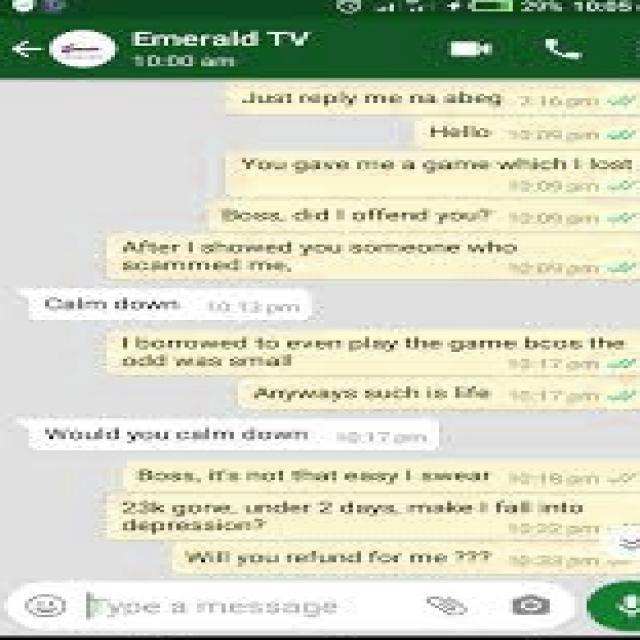 29% 10:05
Emerald TV
10:00 am
Just reply me na abeg 7:16 pm
Hello 10:09 pm
You gave me a game which I lost
10:09 pm
Boss, did I offend you? 10:09 pm
After I showed you someone who
scammed me, 10:09 pm
Calm down 10:13 pm
I borrowed to even play the game bcos the
odd was small 10:17 pm
Anyways such is life 10:17 pm
Would you calm down 10:17 pm
Boss, it's not that easy I swear 10:18 pm
23k gone, under 2 days, make I fall into
depression? 10:22 pm
Will you refund for me ??? 10:33 pm
Type a message